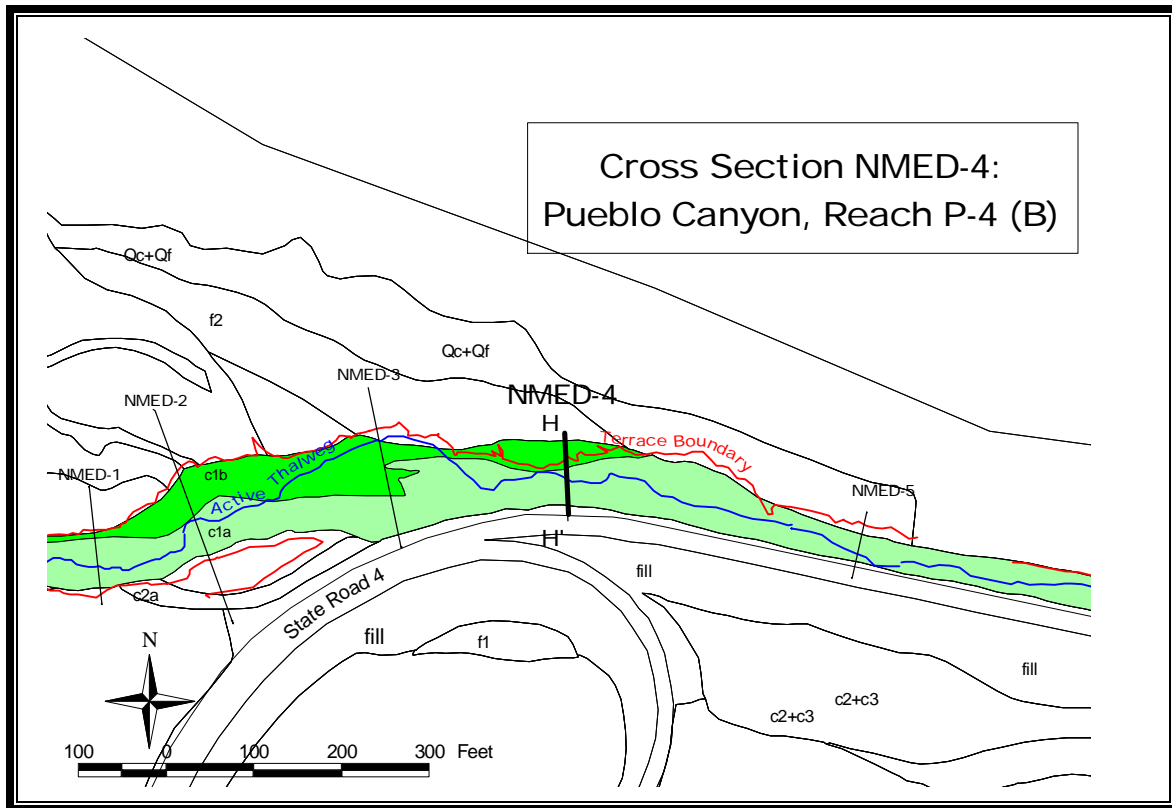 Cross Section NMED-4:
Pueblo Canyon, Reach P-4 (B)
Qc+Qf
f2
Qc+Qf
NMED-3
NMED-4
NMED-2
H
Terrace Boundary
NMED-1
c1b
Active Thalweg
NMED-5
c1a
H'
c2a
fill
State Road 4
fill
f1
fill
N
c2+c3
c2+c3
100 0 100 200 300 Feet